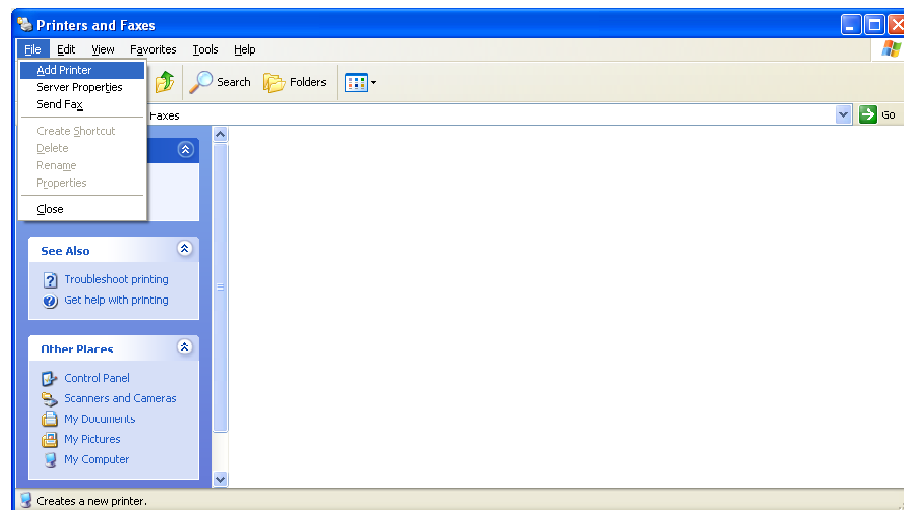 Printers and Faxes
File Edit View Favorites Tools Help
Add Printer
Server Properties
Send Fax
Search Folders
Faxes
Go
Create Shortcut
Delete
Rename
Properties
Close
See Also
Troubleshoot printing
Get help with printing
Other Places
Control Panel
Scanners and Cameras
My Documents
My Pictures
My Computer
Creates a new printer.